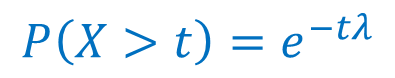 P(X > t) = e^{-tλ}